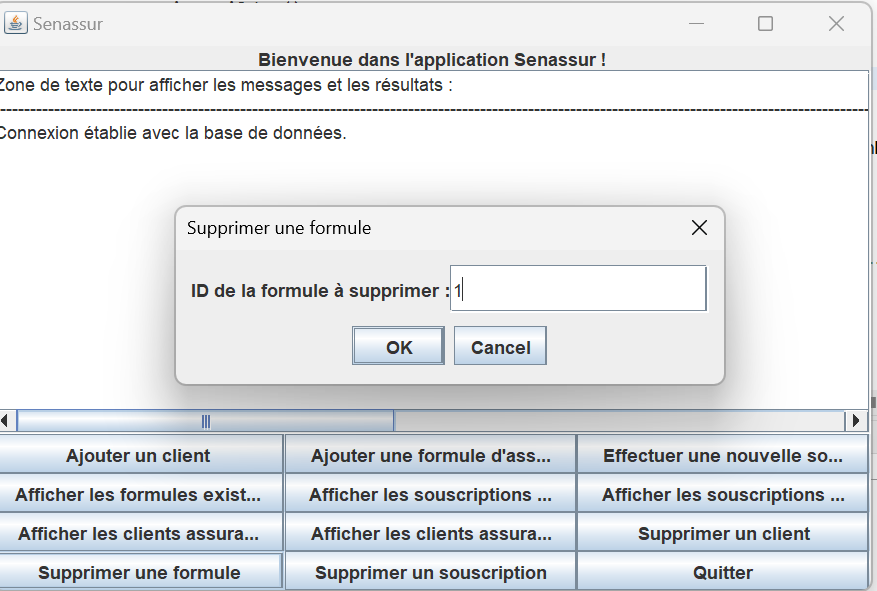 Senassur
Bienvenue dans l'application Senassur !
Zone de texte pour afficher les messages et les résultats :
Connexion établie avec la base de données.
Supprimer une formule
ID de la formule à supprimer : 1
OK Cancel
Ajouter un client Ajouter une formule d'ass... Effectuer une nouvelle so...
Afficher les formules exist... Afficher les souscriptions ... Afficher les souscriptions ...
Afficher les clients assura... Afficher les clients assura... Supprimer un client
Supprimer une formule Supprimer un souscription Quitter